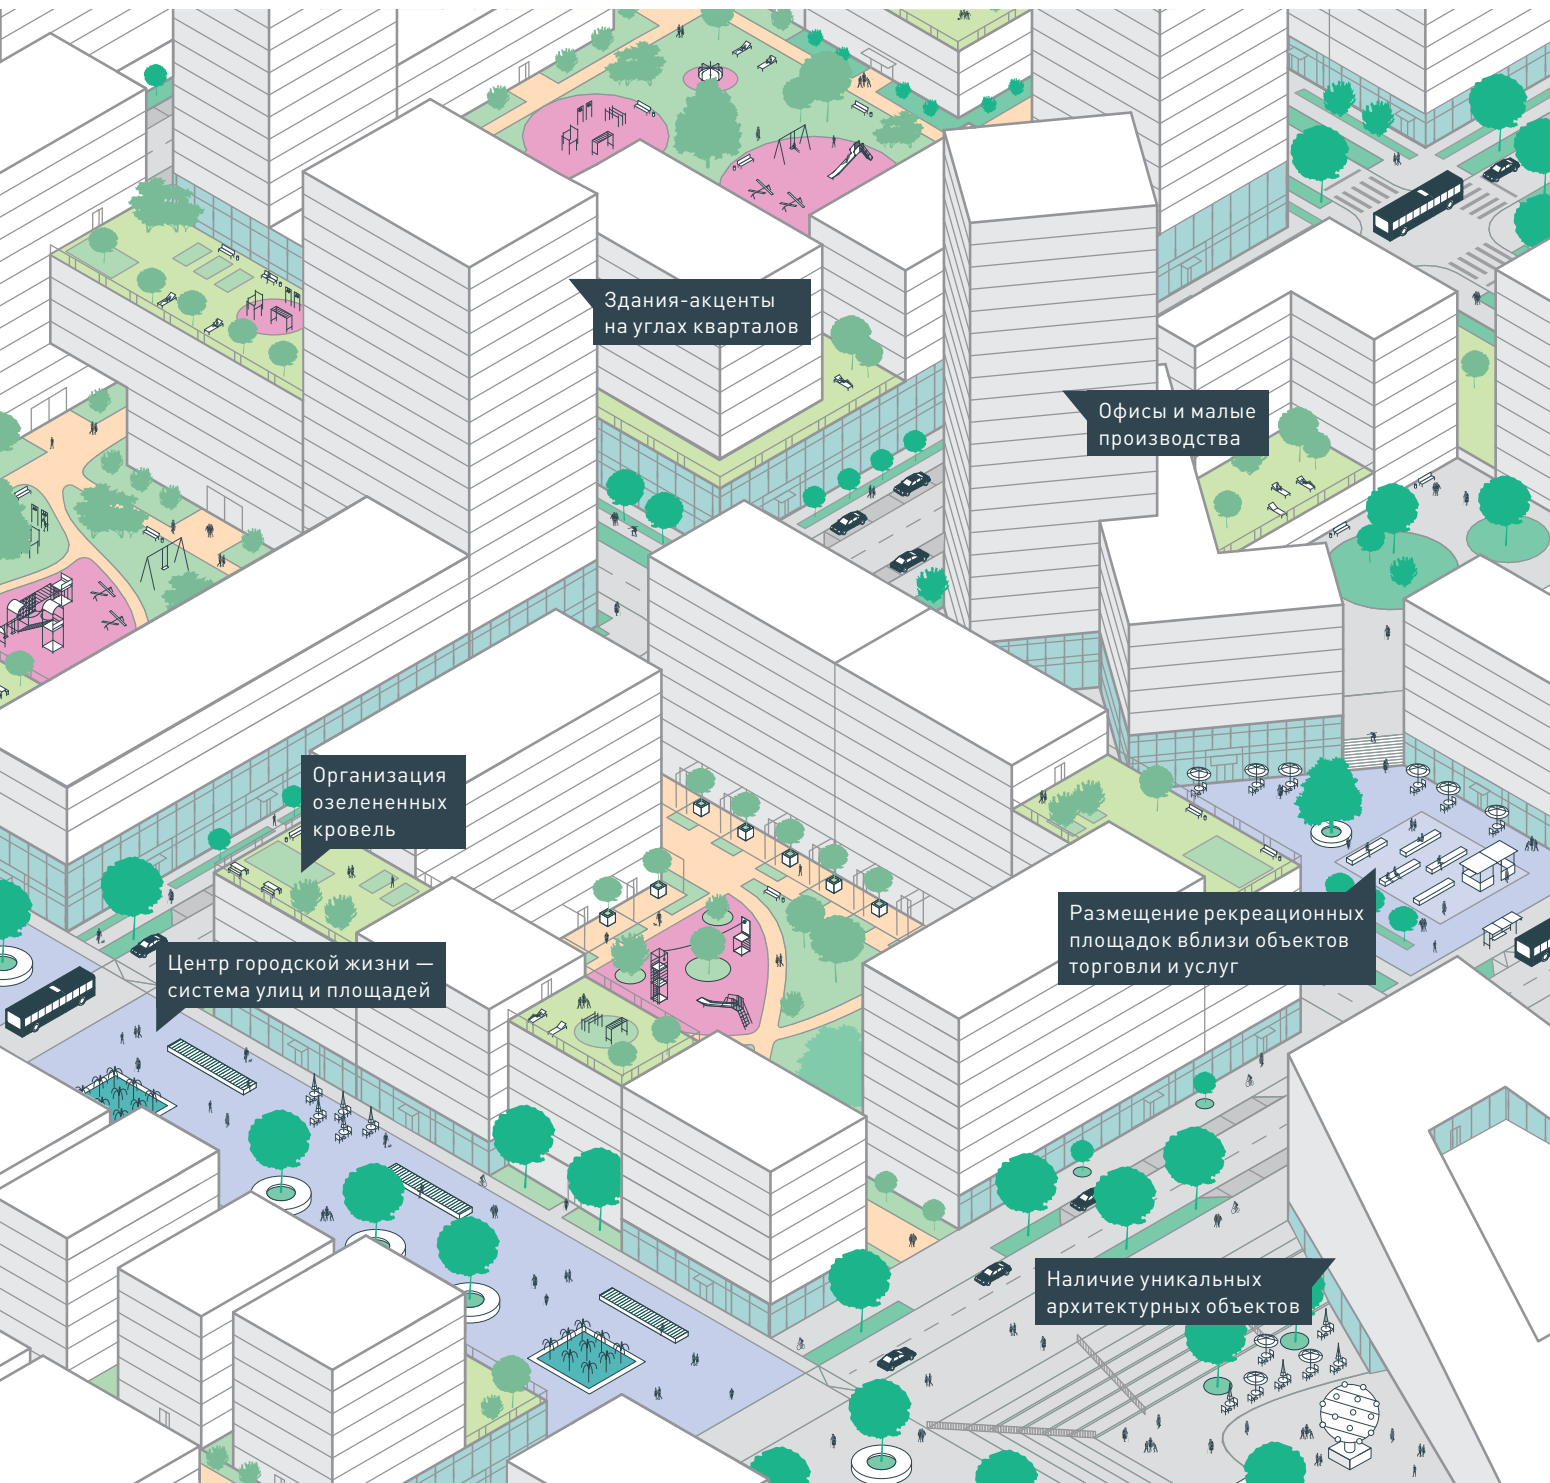 Здания-акценты
на углах кварталов
Офисы и малые
производства
Организация
озелененных
кровель
Размещение рекреационных
площадок вблизи объектов
торговли и услуг
Центр городской жизни —
система улиц и площадей
Наличие уникальных
архитектурных объектов